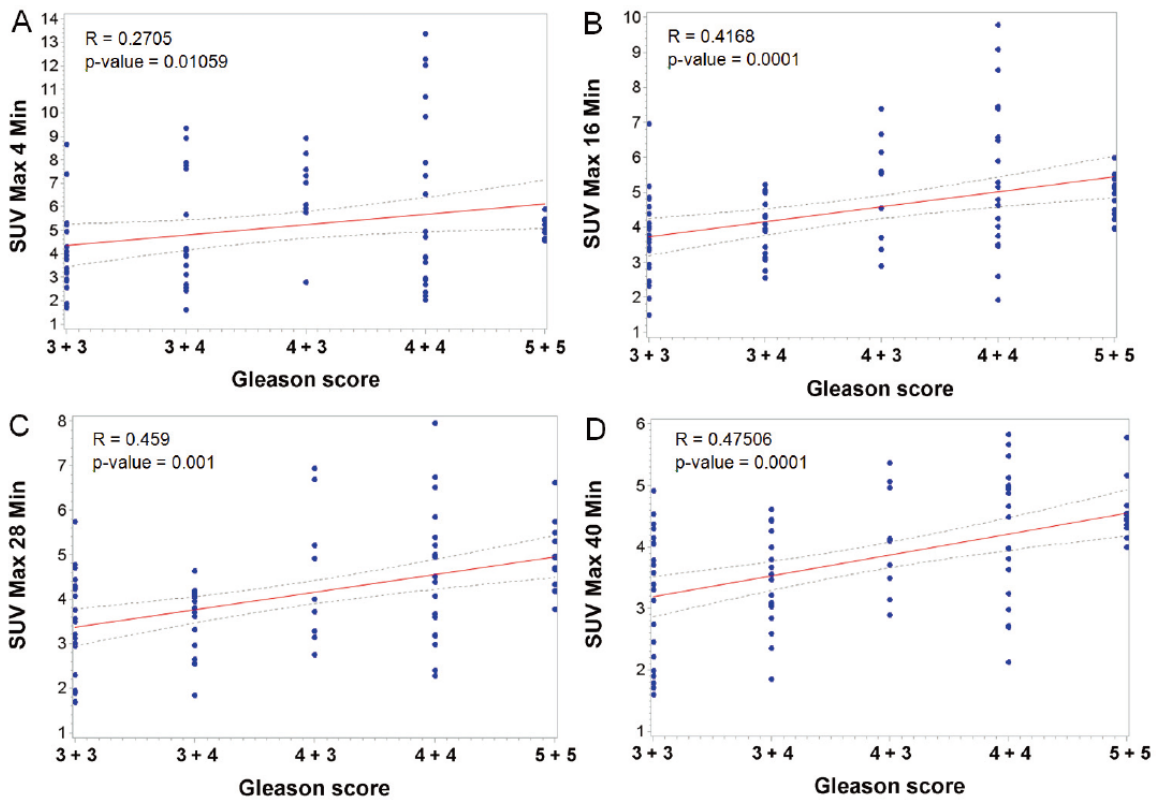 A
R = 0.2705
p-value = 0.01059
SUV Max 4 Min
14
13
12
11
10
9
8
7
6
5
4
3
2
1
3 + 3 3 + 4 4 + 3 4 + 4 5 + 5
Gleason score
B
R = 0.4168
p-value = 0.0001
SUV Max 16 Min
10
9
8
7
6
5
4
3
2
1
3 + 3 3 + 4 4 + 3 4 + 4 5 + 5
Gleason score
C
R = 0.459
p-value = 0.001
SUV Max 28 Min
8
7
6
5
4
3
2
1
3 + 3 3 + 4 4 + 3 4 + 4 5 + 5
Gleason score
D
R = 0.47506
p-value = 0.0001
SUV Max 40 Min
6
5
4
3
2
1
3 + 3 3 + 4 4 + 3 4 + 4 5 + 5
Gleason score